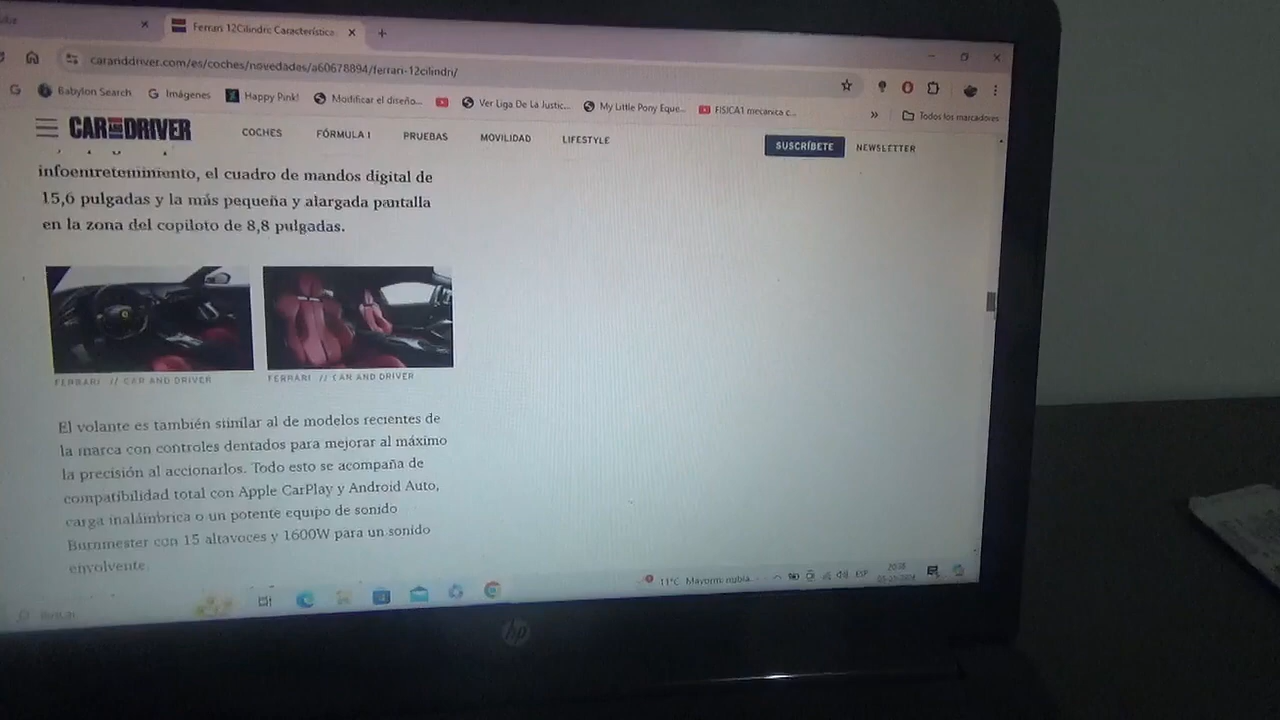 Ferrari 12Cilindri: Característica
caranddriver.com/es/coches/novedades/a60678894/ferrari-12cilindri/
Babylon Search
Imágenes
Happy Pink!
Modificar el diseño...
Ver Liga De La Justic...
My Little Pony Eque...
FISICA1 mecanica c...
»
Todos los marcadores
CAR AND DRIVER
COCHES
FÓRMULA 1
PRUEBAS
MOVILIDAD
LIFESTYLE
SUSCRÍBETE
NEWSLETTER
infoentretenimiento, el cuadro de mandos digital de
15,6 pulgadas y la más pequeña y alargada pantalla
en la zona del copiloto de 8,8 pulgadas.
FERRARI // CAR AND DRIVER
FERRARI // CAR AND DRIVER
El volante es también similar al de modelos recientes de
la marca con controles dentados para mejorar al máximo
la precisión al accionarlos. Todo esto se acompaña de
compatibilidad total con Apple CarPlay y Android Auto,
carga inalámbrica o un potente equipo de sonido
Burnmester con 15 altavoces y 1600W para un sonido
envolvente.
11°C Mayorm. nubla...
ESP
hp